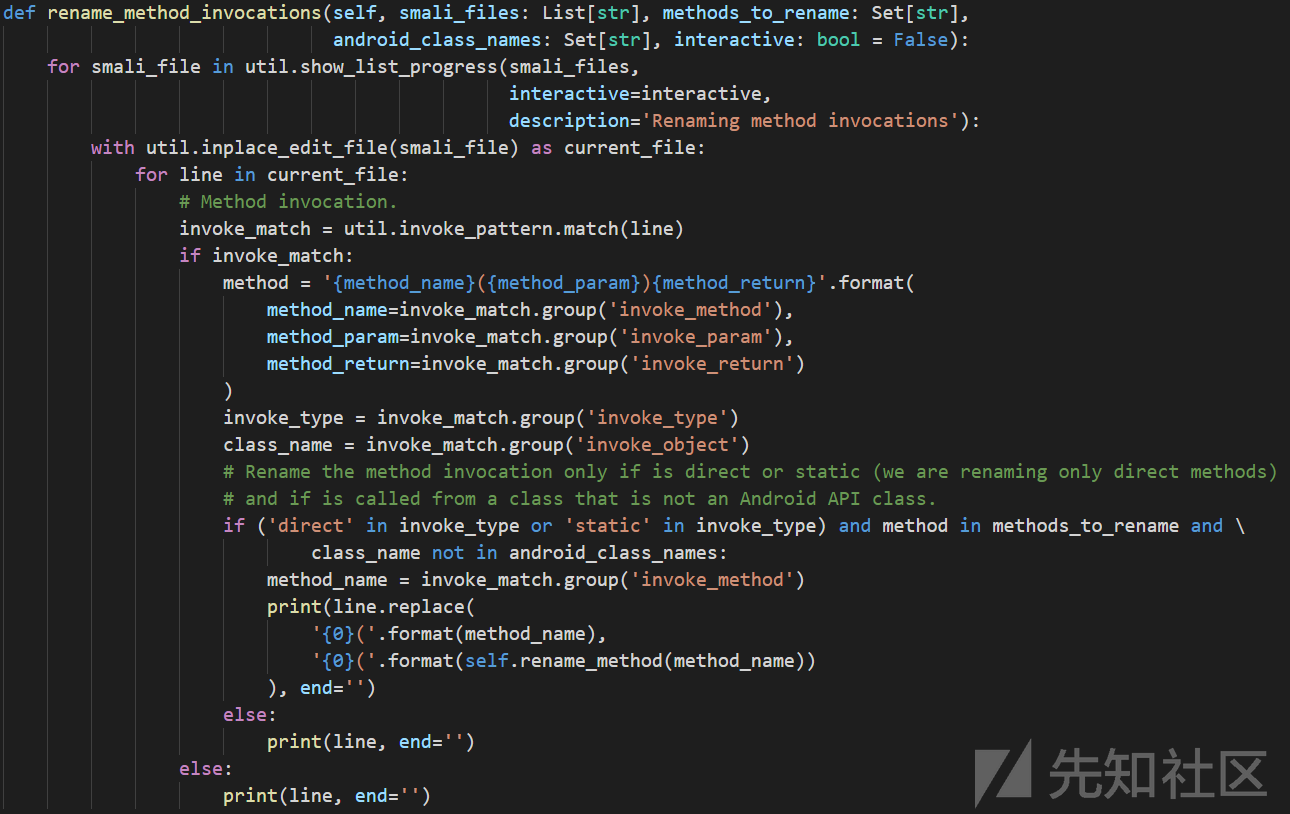 def rename_method_invocations(self, smali_files: List[str], methods_to_rename: Set[str],
android_class_names: Set[str], interactive: bool = False):
for smali_file in util.show_list_progress(smali_files,
interactive=interactive,
description='Renaming method invocations'):
with util.inplace_edit_file(smali_file) as current_file:
for line in current_file:
# Method invocation.
invoke_match = util.invoke_pattern.match(line)
if invoke_match:
method = '{method_name}({method_param}){method_return}'.format(
method_name=invoke_match.group('invoke_method'),
method_param=invoke_match.group('invoke_param'),
method_return=invoke_match.group('invoke_return')
)
invoke_type = invoke_match.group('invoke_type')
class_name = invoke_match.group('invoke_object')
# Rename the method invocation only if is direct or static (we are renaming only direct methods)
# and if is called from a class that is not an Android API class.
if ('direct' in invoke_type or 'static' in invoke_type) and method in methods_to_rename and \
class_name not in android_class_names:
method_name = invoke_match.group('invoke_method')
print(line.replace(
'{0}('.format(method_name),
'{0}('.format(self.rename_method(method_name))
), end='')
else:
print(line, end='')
else:
print(line, end='')
先知社区